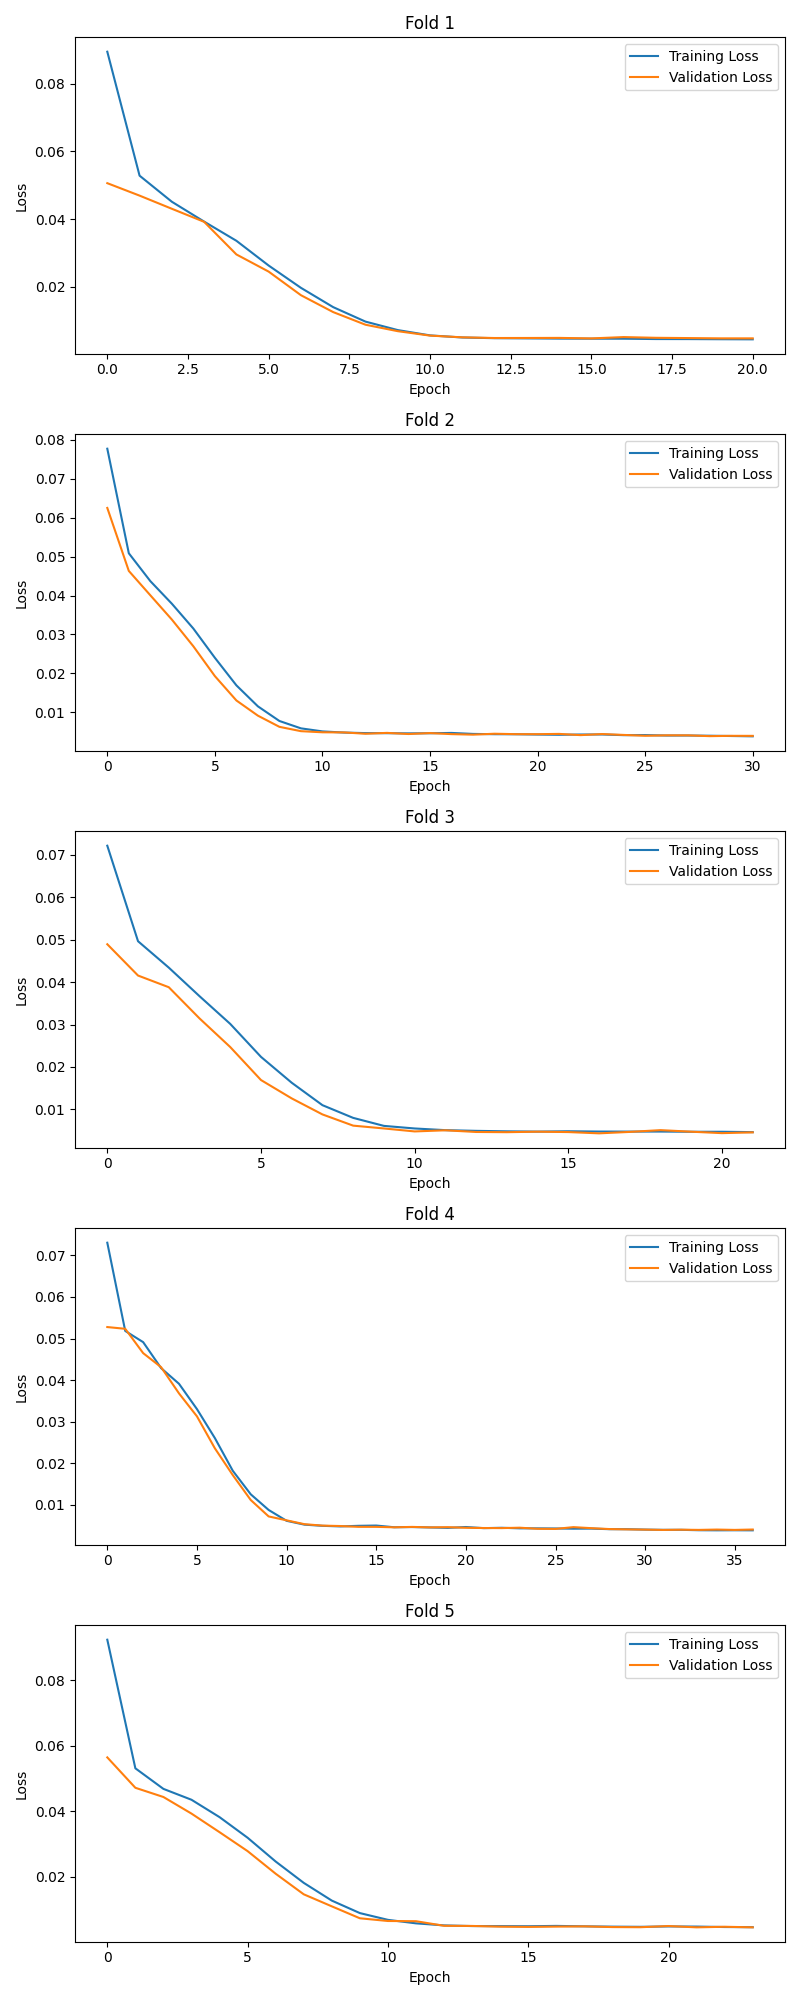 Fold 1
Training Loss
Validation Loss
0.08
0.06
0.04
0.02
Loss
0.0 2.5 5.0 7.5 10.0 12.5 15.0 17.5 20.0
Epoch
Fold 2
Training Loss
Validation Loss
0.08
0.07
0.06
0.05
0.04
0.03
0.02
0.01
Loss
0 5 10 15 20 25 30
Epoch
Fold 3
Training Loss
Validation Loss
0.07
0.06
0.05
0.04
0.03
0.02
0.01
Loss
0 5 10 15 20
Epoch
Fold 4
Training Loss
Validation Loss
0.07
0.06
0.05
0.04
0.03
0.02
0.01
Loss
0 5 10 15 20 25 30 35
Epoch
Fold 5
Training Loss
Validation Loss
0.08
0.06
0.04
0.02
Loss
0 5 10 15 20
Epoch